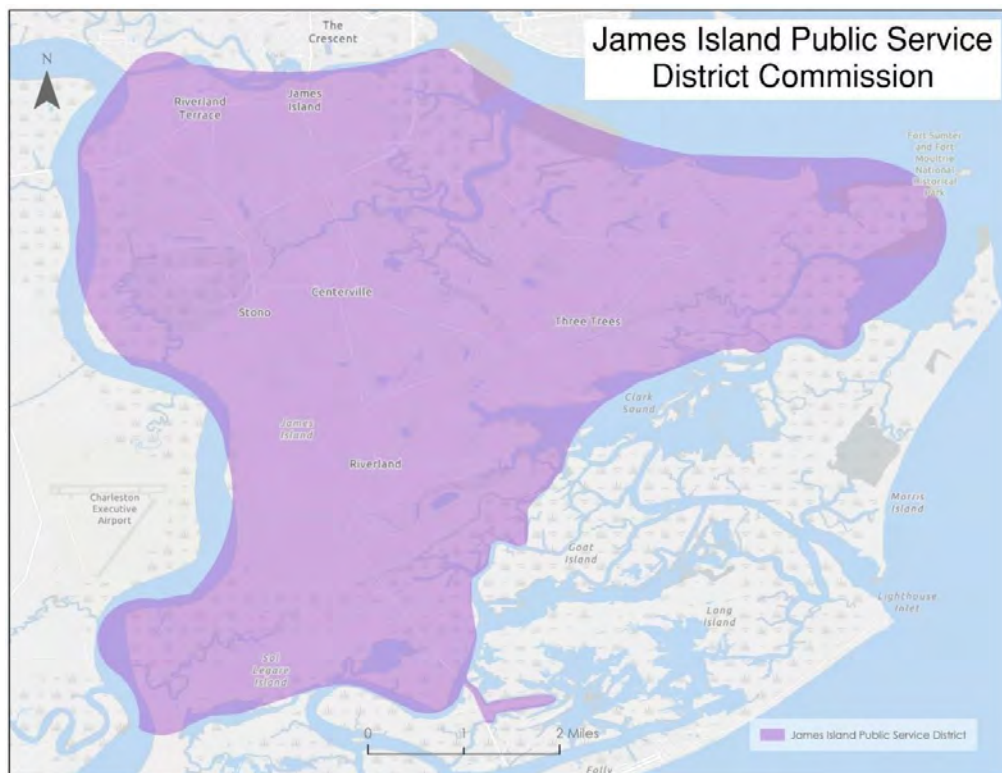 James Island Public Service
District Commission
The
Crescent
N
Riverland
Terrace
James
Island
Fort Sumter
and Fort
Moultrie
National
Historical
Park
Centerville
Stono
Three Trees
Clark
Sound
James
Island
Riverland
Charleston
Executive
Airport
Morris
Island
Goat
Island
Lighthouse
Inlet
Long
Island
Sol
Legare
Island
0 1 2 Miles
James Island Public Service District
Folly